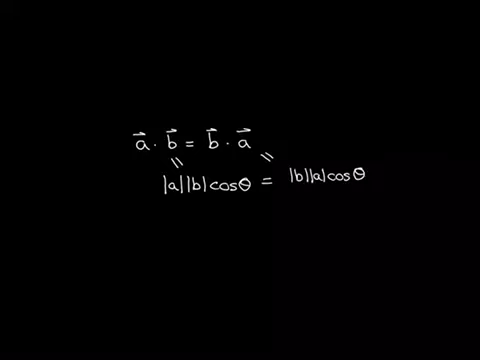 a⃗ · b⃗ = b⃗ · a⃗
= =
|a||b| cosθ = |b||a| cosθ